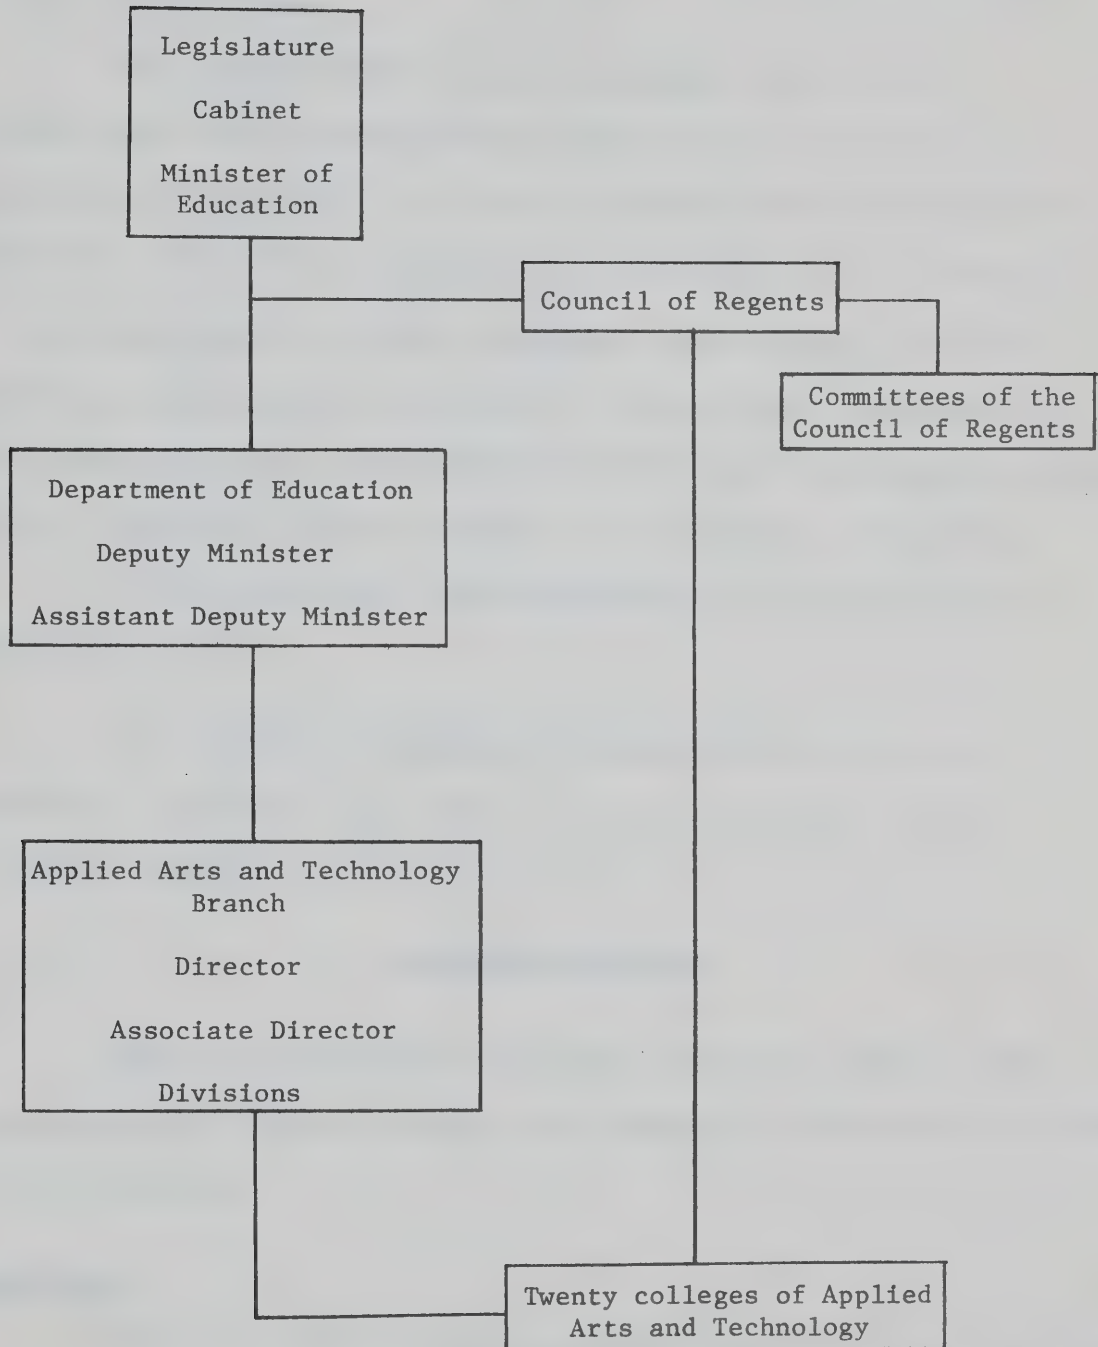 Legislature
Cabinet
Minister of
Education
Council of Regents
Committees of the
Council of Regents
Department of Education
Deputy Minister
Assistant Deputy Minister
Applied Arts and Technology
Branch
Director
Associate Director
Divisions
Twenty colleges of Applied
Arts and Technology